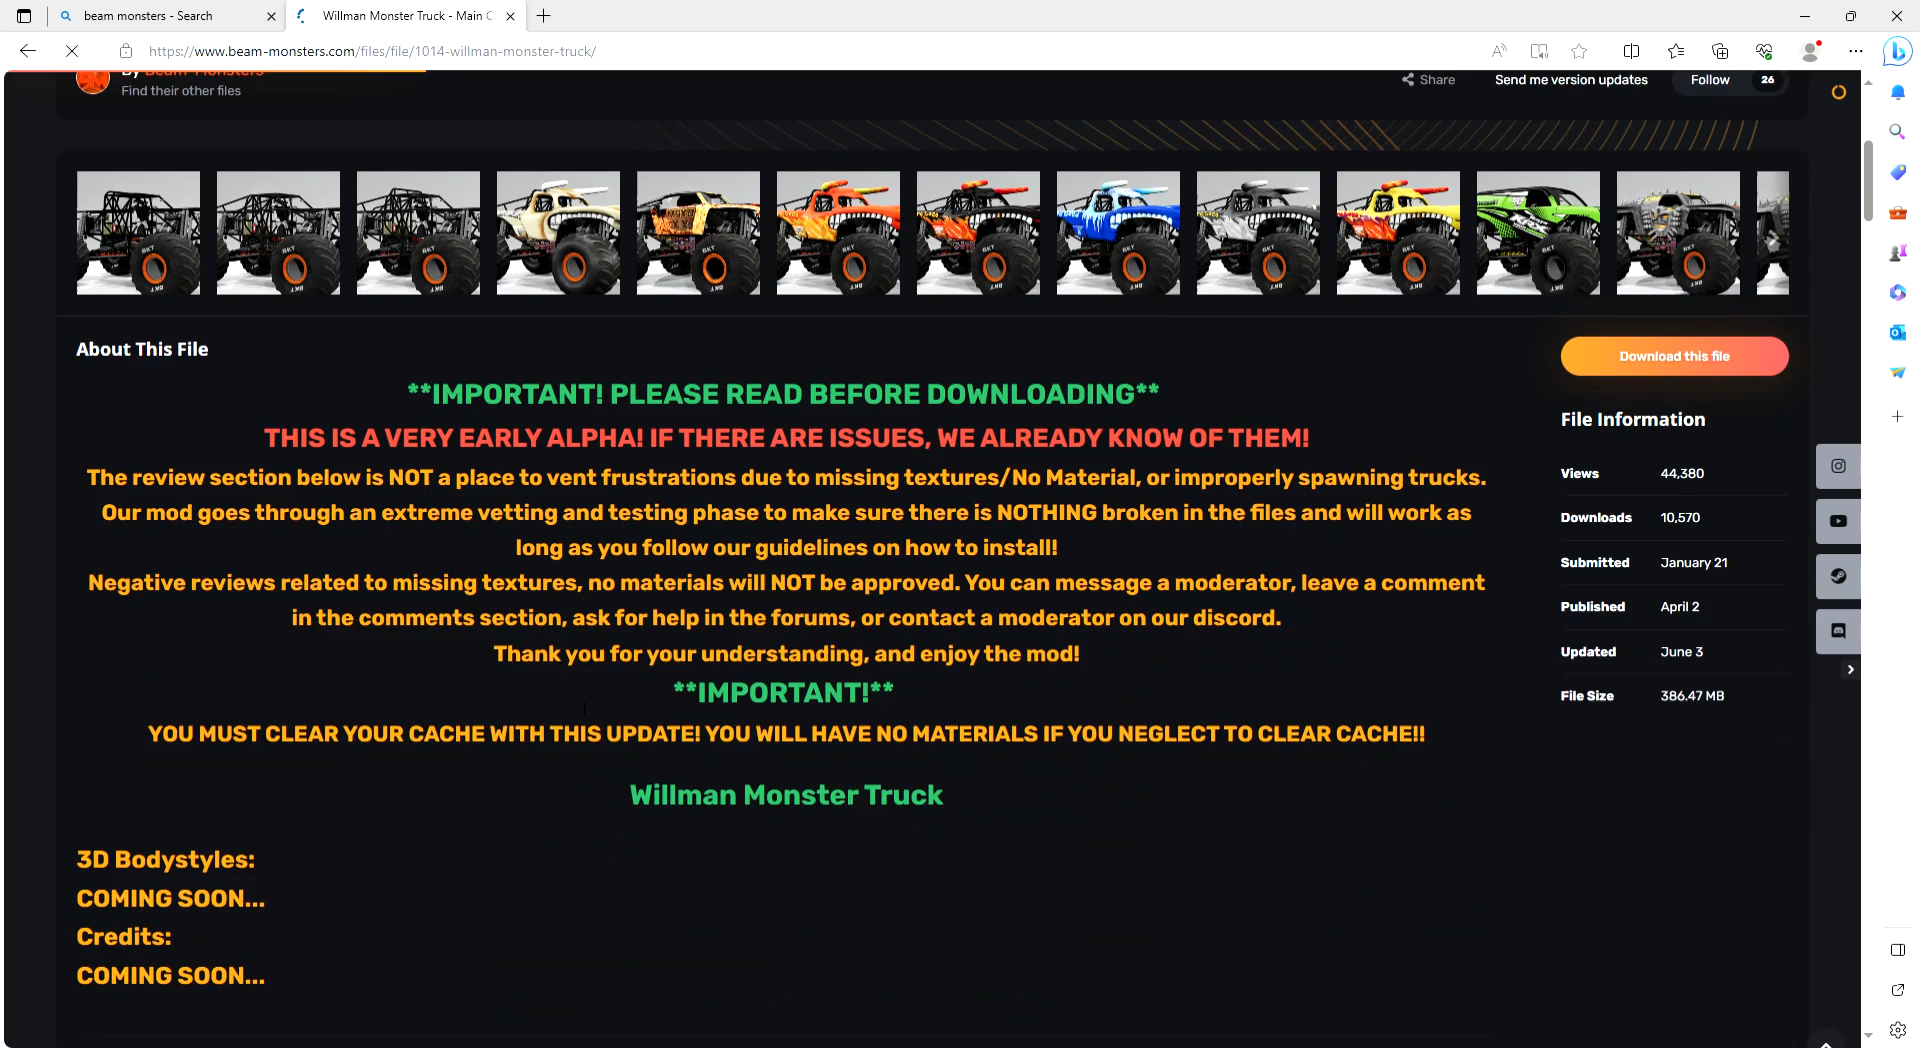 beam monsters - Search
Willman Monster Truck - Main
https://www.beam-monsters.com/files/file/1014-willman-monster-truck/
By Beam-Monsters
Find their other files
Share
Send me version updates
Follow
26
About This File
**IMPORTANT! PLEASE READ BEFORE DOWNLOADING**
THIS IS A VERY EARLY ALPHA! IF THERE ARE ISSUES, WE ALREADY KNOW OF THEM!
The review section below is NOT a place to vent frustrations due to missing textures/No Material, or improperly spawning trucks.
Our mod goes through an extreme vetting and testing phase to make sure there is NOTHING broken in the files and will work as
long as you follow our guidelines on how to install!
Negative reviews related to missing textures, no materials will NOT be approved. You can message a moderator, leave a comment
in the comments section, ask for help in the forums, or contact a moderator on our discord.
Thank you for your understanding, and enjoy the mod!
**IMPORTANT!**
YOU MUST CLEAR YOUR CACHE WITH THIS UPDATE! YOU WILL HAVE NO MATERIALS IF YOU NEGLECT TO CLEAR CACHE!!
Willman Monster Truck
3D Bodystyles:
COMING SOON...
Credits:
COMING SOON...
Download this file
File Information
Views 44,380
Downloads 10,570
Submitted January 21
Published April 2
Updated June 3
File Size 386.47 MB